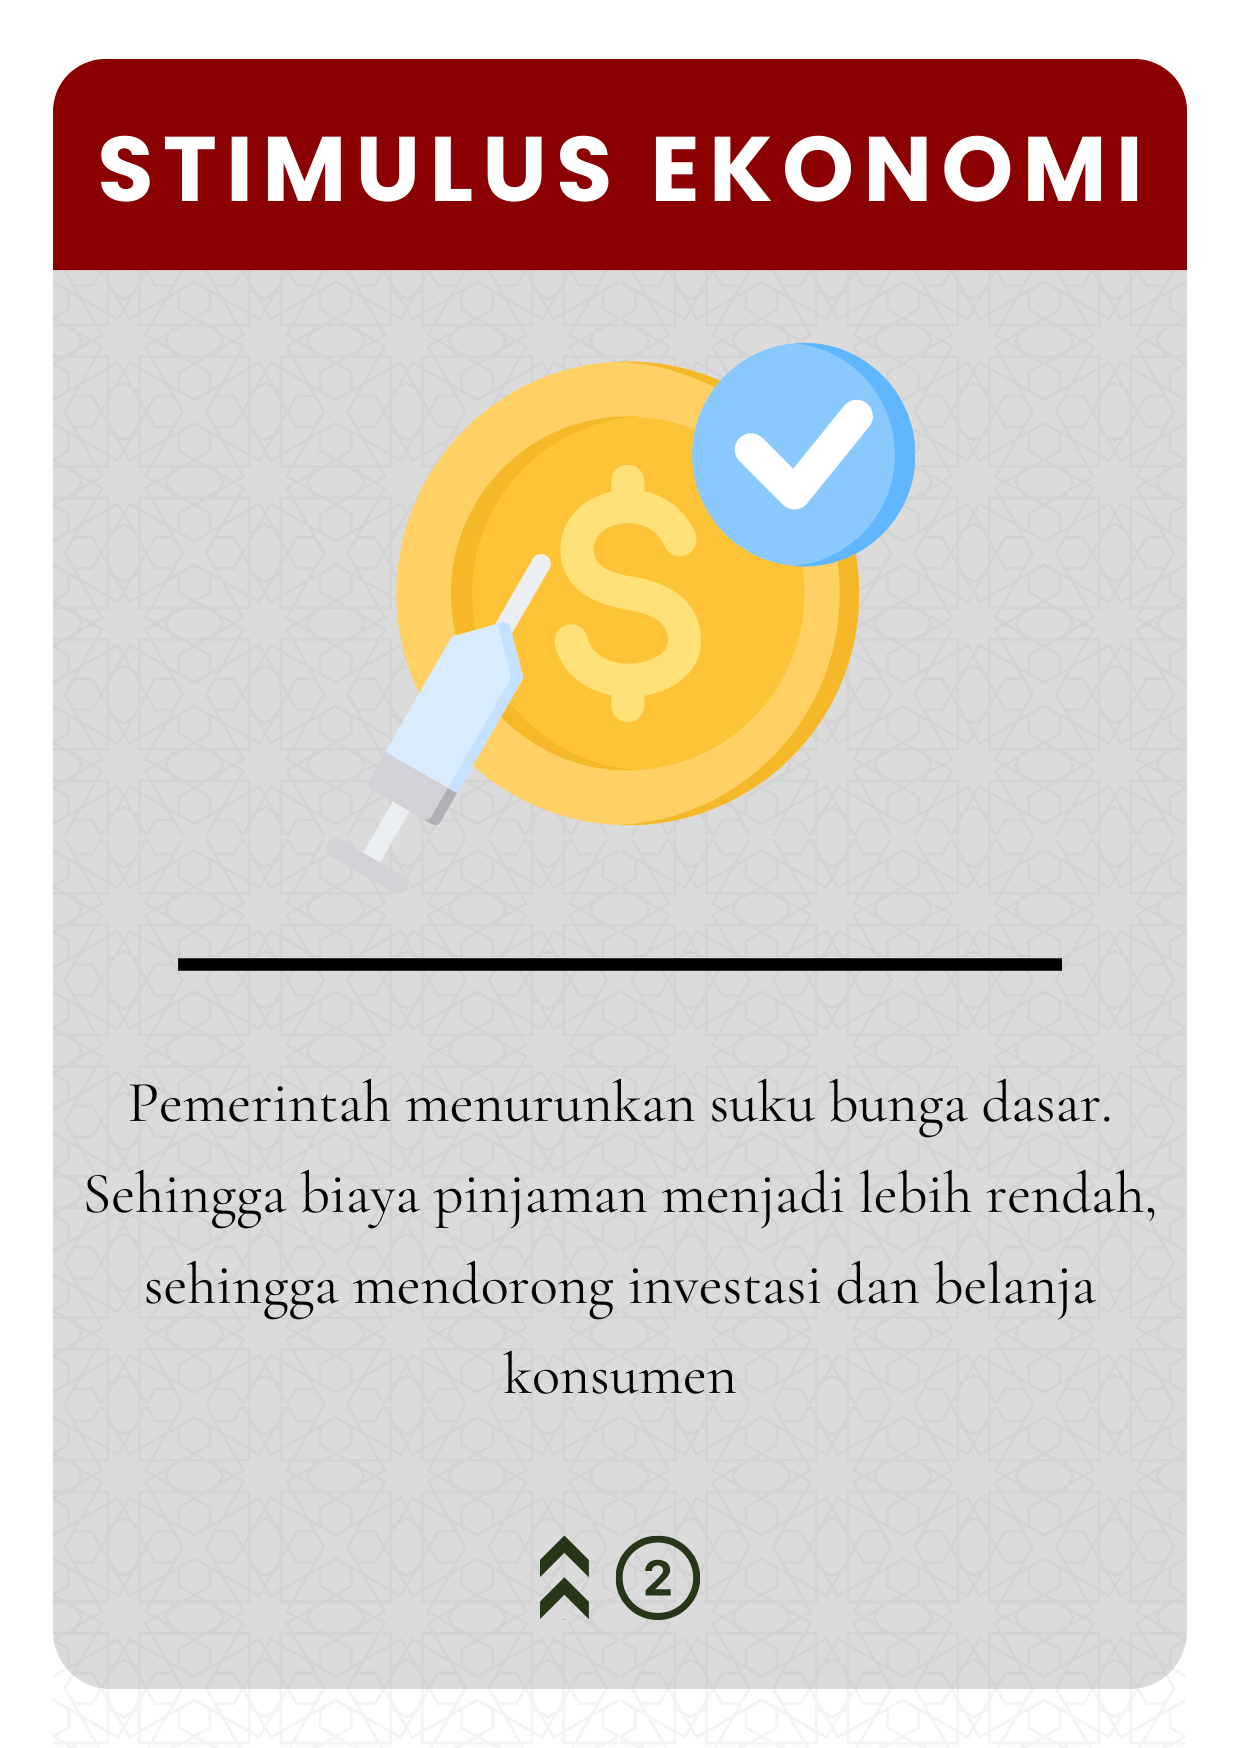 STIMULUS EKONOMI
$
Pemerintah menurunkan suku bunga dasar.
Sehingga biaya pinjaman menjadi lebih rendah,
sehingga mendorong investasi dan belanja
konsumen
2